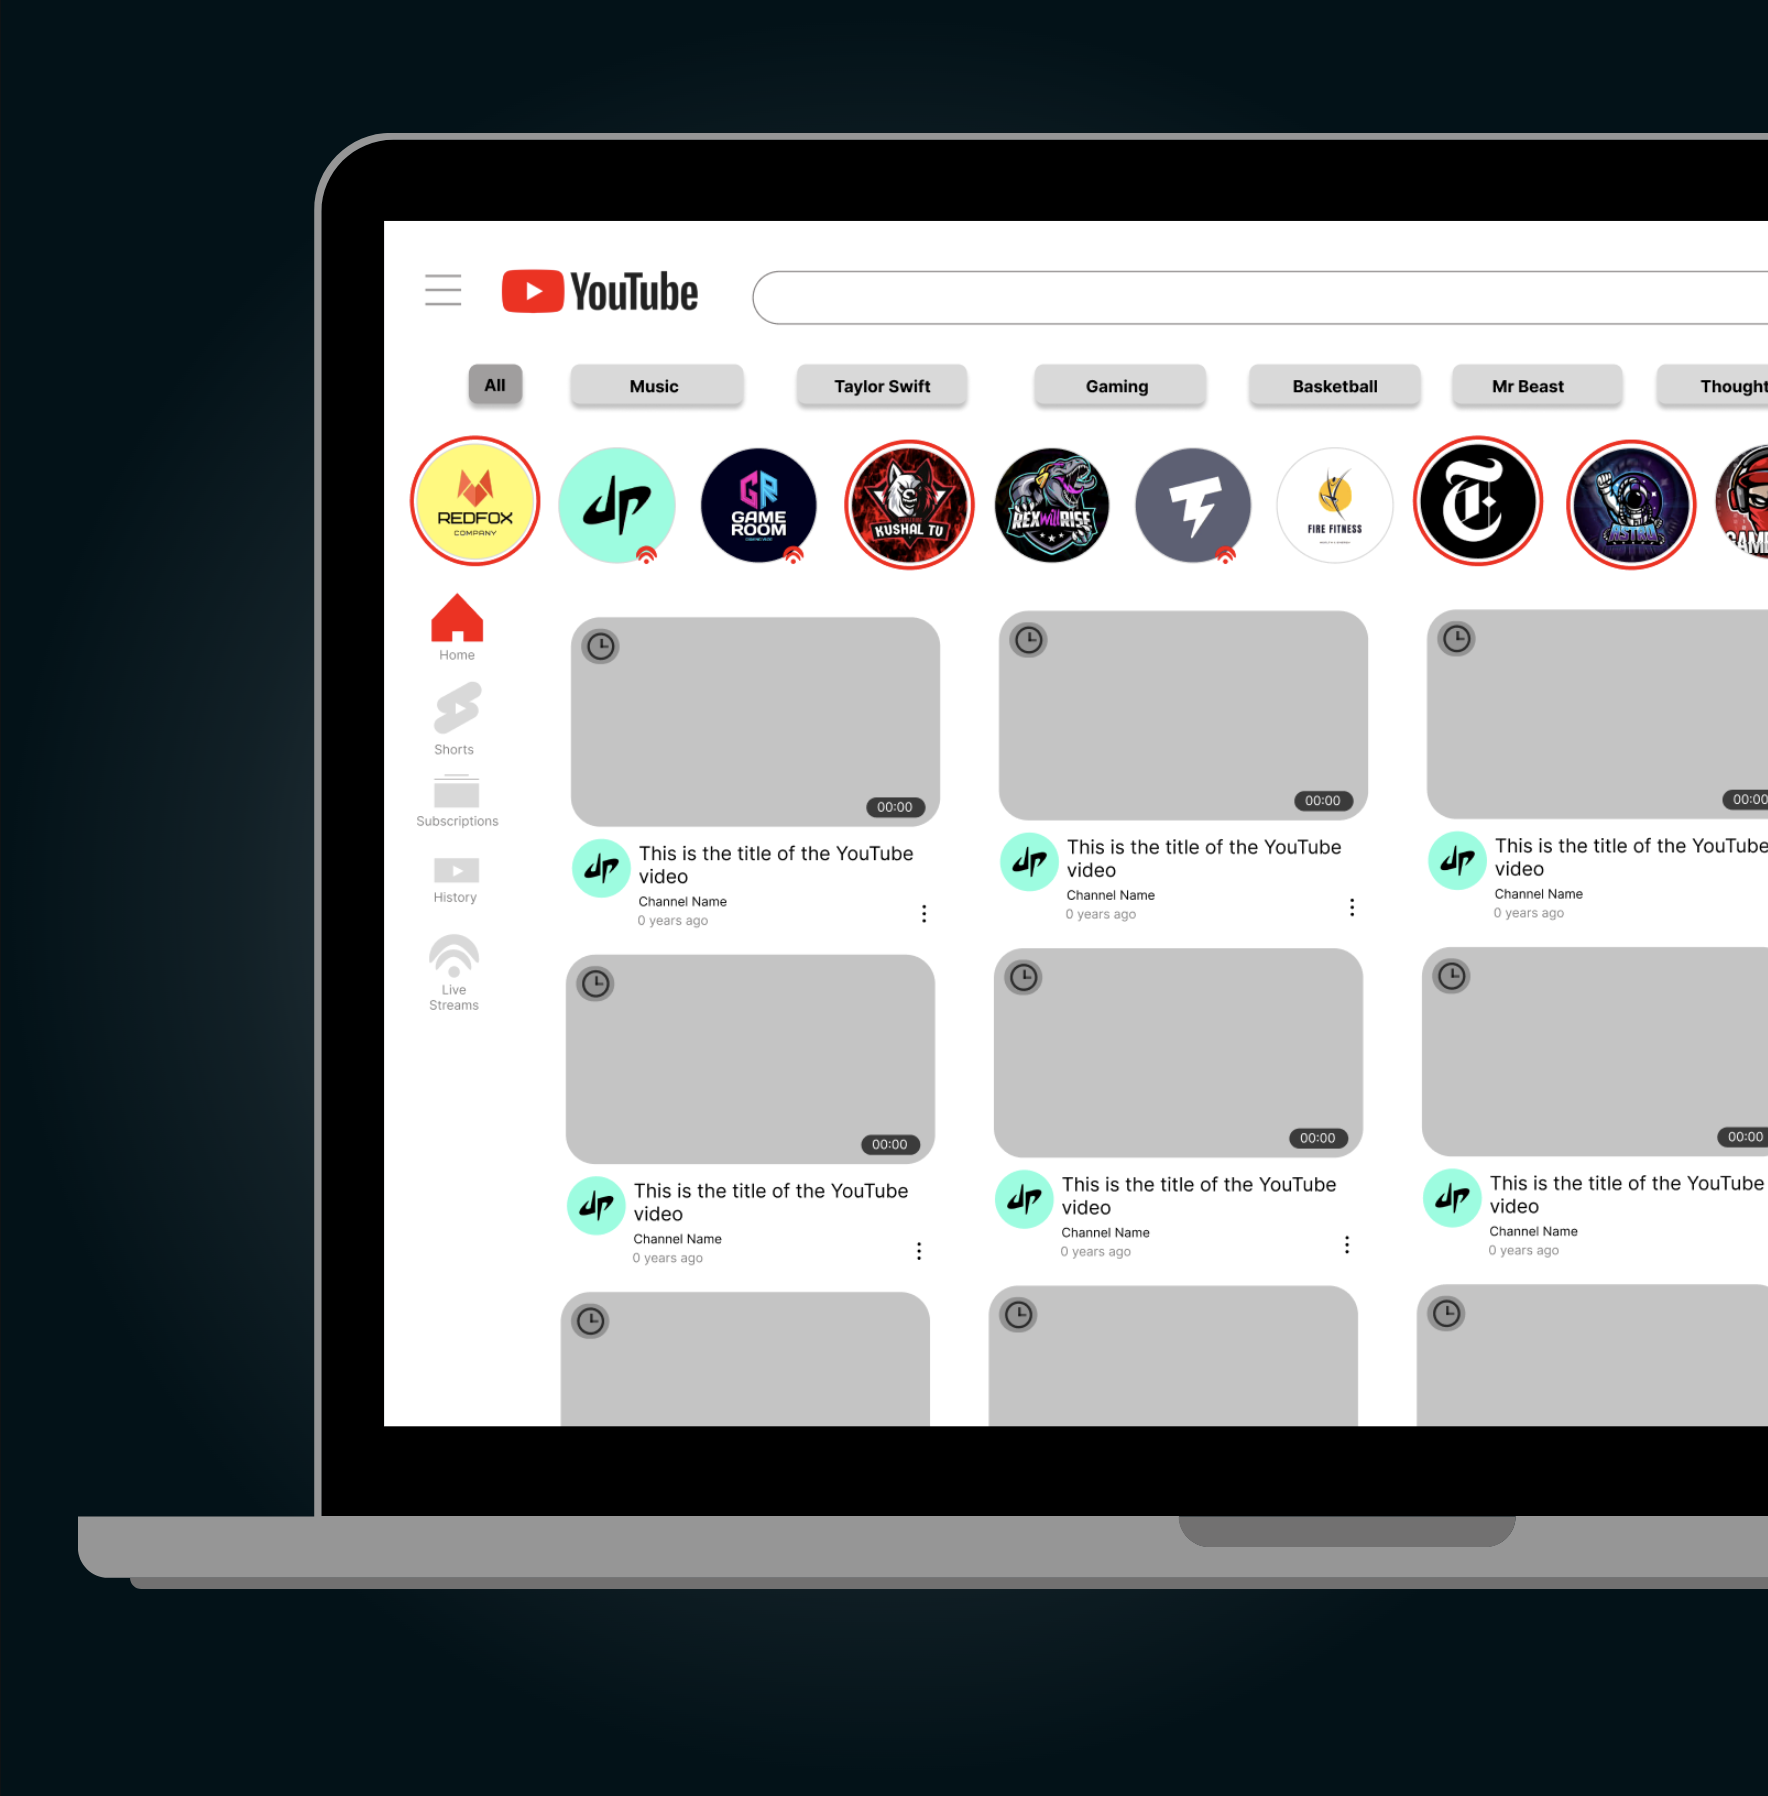 YouTube
All
Music
Taylor Swift
Gaming
Basketball
Mr Beast
Thought
REDFOX
COMPANY
dp
GR
GAME
ROOM
KUSHAL TV
REXwillRISE
FIRE FITNESS
T
ASTRO
GAM
Home
Shorts
Subscriptions
History
Live
Streams
00:00
00:00
00:00
This is the title of the YouTube
video
Channel Name
0 years ago
This is the title of the YouTube
video
Channel Name
0 years ago
This is the title of the YouTube
video
Channel Name
0 years ago
00:00
00:00
00:00
This is the title of the YouTube
video
Channel Name
0 years ago
This is the title of the YouTube
video
Channel Name
0 years ago
This is the title of the YouTube
video
Channel Name
0 years ago